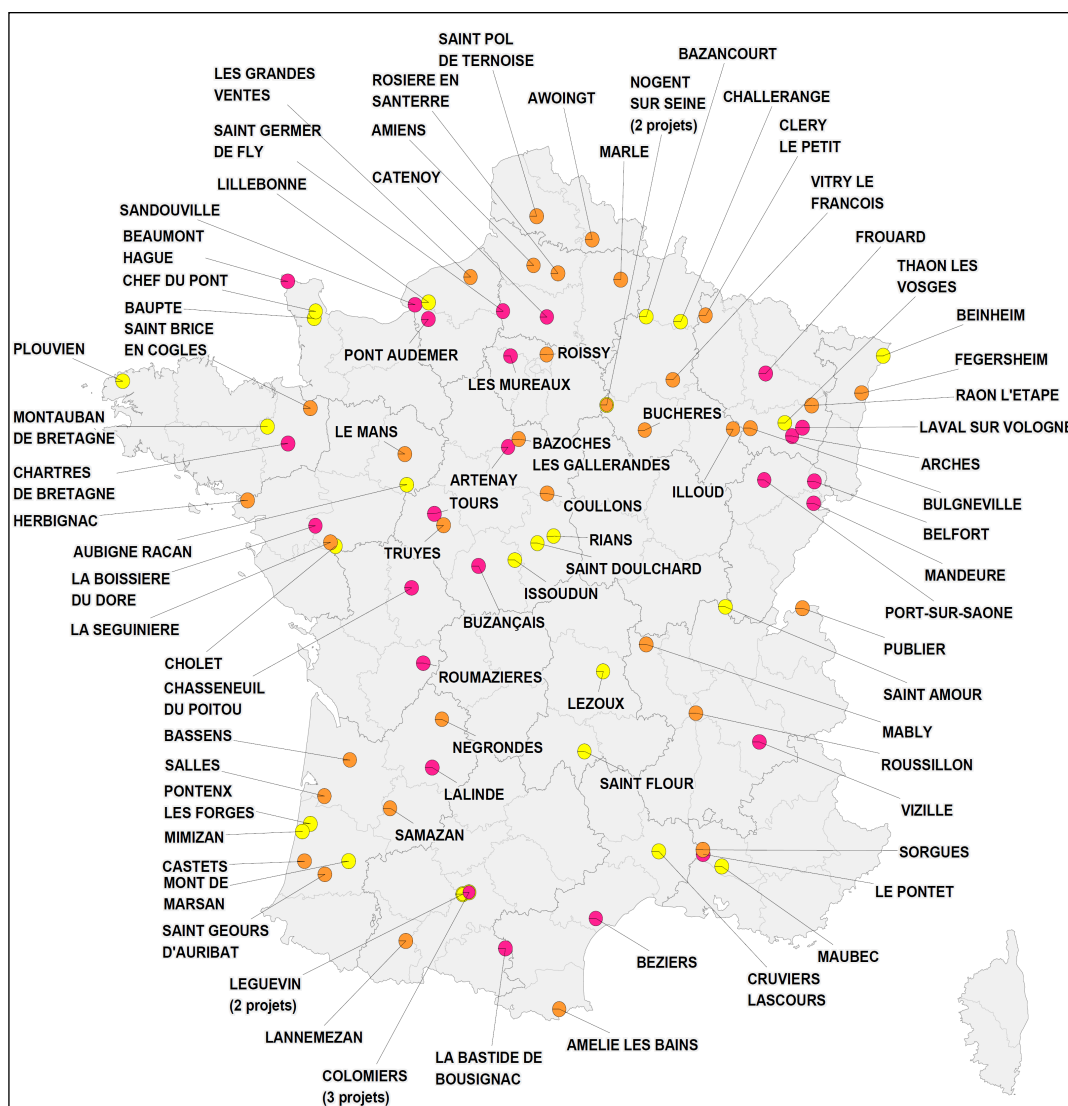 SAINT POL
DE TERNOISE
BAZANCOURT
LES GRANDES
VENTES
ROSIERE EN
SANTERRE
NOGENT
SUR SEINE
(2 projets)
AWOINGT
CHALLERANGE
SAINT GERMER
DE FLY
AMIENS
CLERY
LE PETIT
MARLE
CATENOY
LILLEBONNE
VITRY LE
FRANCOIS
SANDOUVILLE
BEAUMONT
HAGUE
FROUARD
CHEF DU PONT
THAON LES
VOSGES
BAUPTE
BEINHEIM
SAINT BRICE
EN COGLES
PLOUVIEN
PONT AUDEMER
ROISSY
FEGERSHEIM
LES MUREAUX
RAON L'ETAPE
MONTAUBAN
DE BRETAGNE
LE MANS
BUCHERES
LAVAL SUR VOLOGNE
BAZOCHES
LES GALLERANDES
ARCHES
CHARTRES
DE BRETAGNE
ARTENAY
ILLOUD
BULGNEVILLE
HERBIGNAC
TOURS
COULLONS
BELFORT
AUBIGNE RACAN
TRUYES
RIANS
SAINT DOULCHARD
MANDEURE
LA BOISSIERE
DU DORE
ISSOUDUN
PORT-SUR-SAONE
LA SEGUINIERE
BUZANÇAIS
PUBLIER
CHOLET
ROUMAZIERES
SAINT AMOUR
CHASSENEUIL
DU POITOU
LEZOUX
MABLY
BASSENS
NEGRONDES
ROUSSILLON
SALLES
LALINDE
SAINT FLOUR
VIZILLE
PONTENX
LES FORGES
MIMIZAN
SAMAZAN
SORGUES
CASTETS
MONT DE
MARSAN
LE PONTET
SAINT GEOURS
D'AURIBAT
BEZIERS
MAUBEC
LEGUEVIN
(2 projets)
CRUVIERS
LASCOURS
LANNEMEZAN
AMELIE LES BAINS
LA BASTIDE DE
BOUSIGNAC
COLOMIERS
(3 projets)